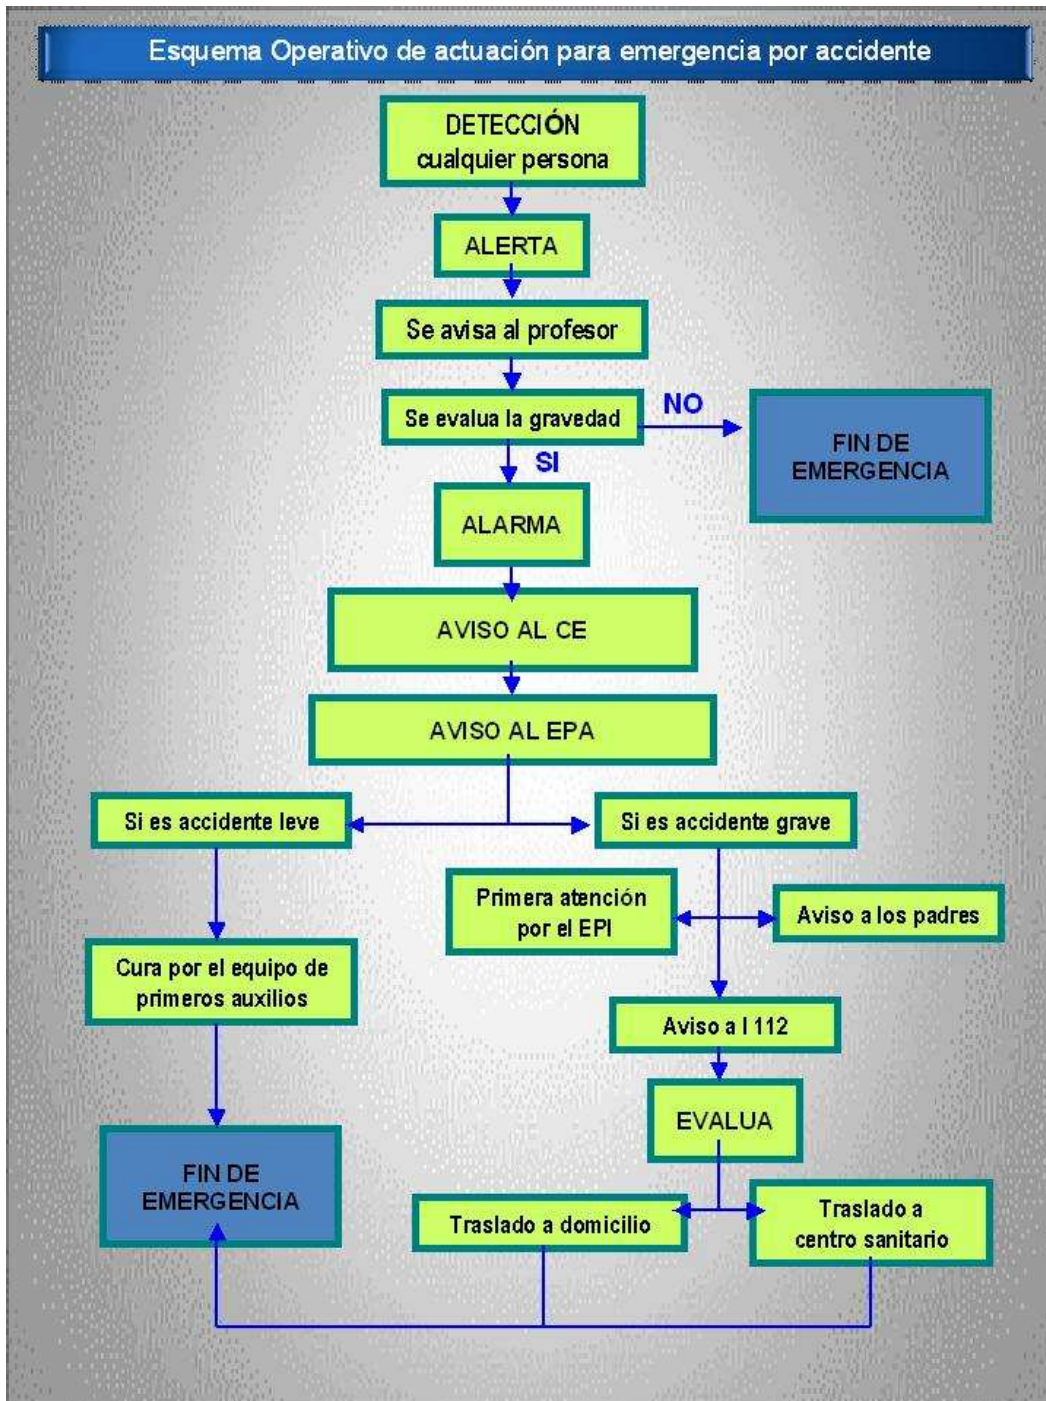 Esquema Operativo de actuación para emergencia por accidente
DETECCIÓN
cualquier persona
ALERTA
Se avisa al profesor
Se evalua la gravedad
NO
FIN DE
EMERGENCIA
SI
ALARMA
AVISO AL CE
AVISO AL EPA
Si es accidente leve
Si es accidente grave
Primera atención
por el EPI
Aviso a los padres
Cura por el equipo de
primeros auxilios
Aviso a l 112
EVALUA
FIN DE
EMERGENCIA
Traslado a domicilio
Traslado a
centro sanitario